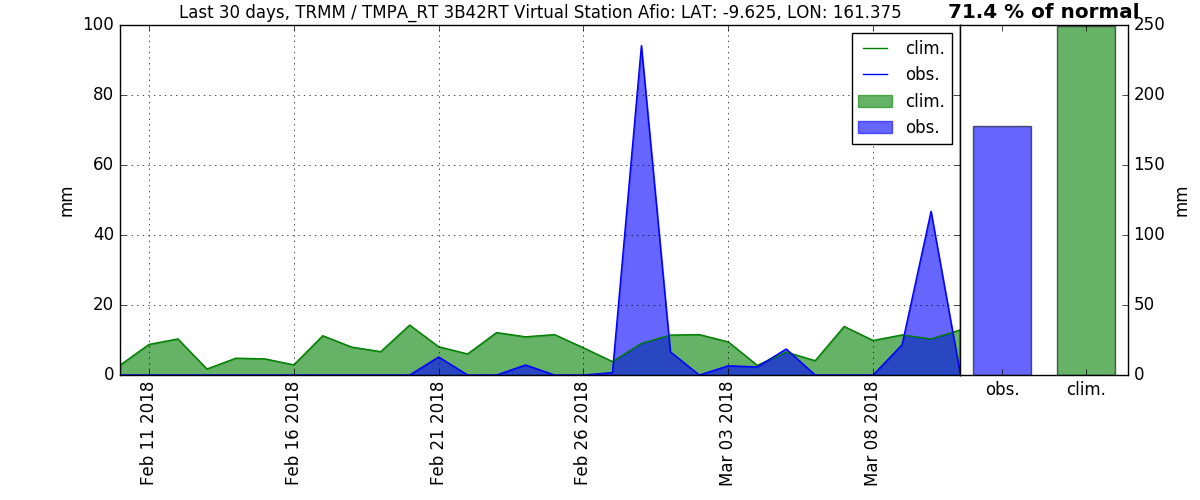 Last 30 days, TRMM / TMPA_RT 3B42RT Virtual Station Afio: LAT: -9.625, LON: 161.375
71.4 % of normal
100
80
60
40
20
0
mm
clim.
obs.
clim.
obs.
250
200
150
100
50
0
mm
obs.
clim.
Feb 11 2018
Feb 16 2018
Feb 21 2018
Feb 26 2018
Mar 03 2018
Mar 08 2018